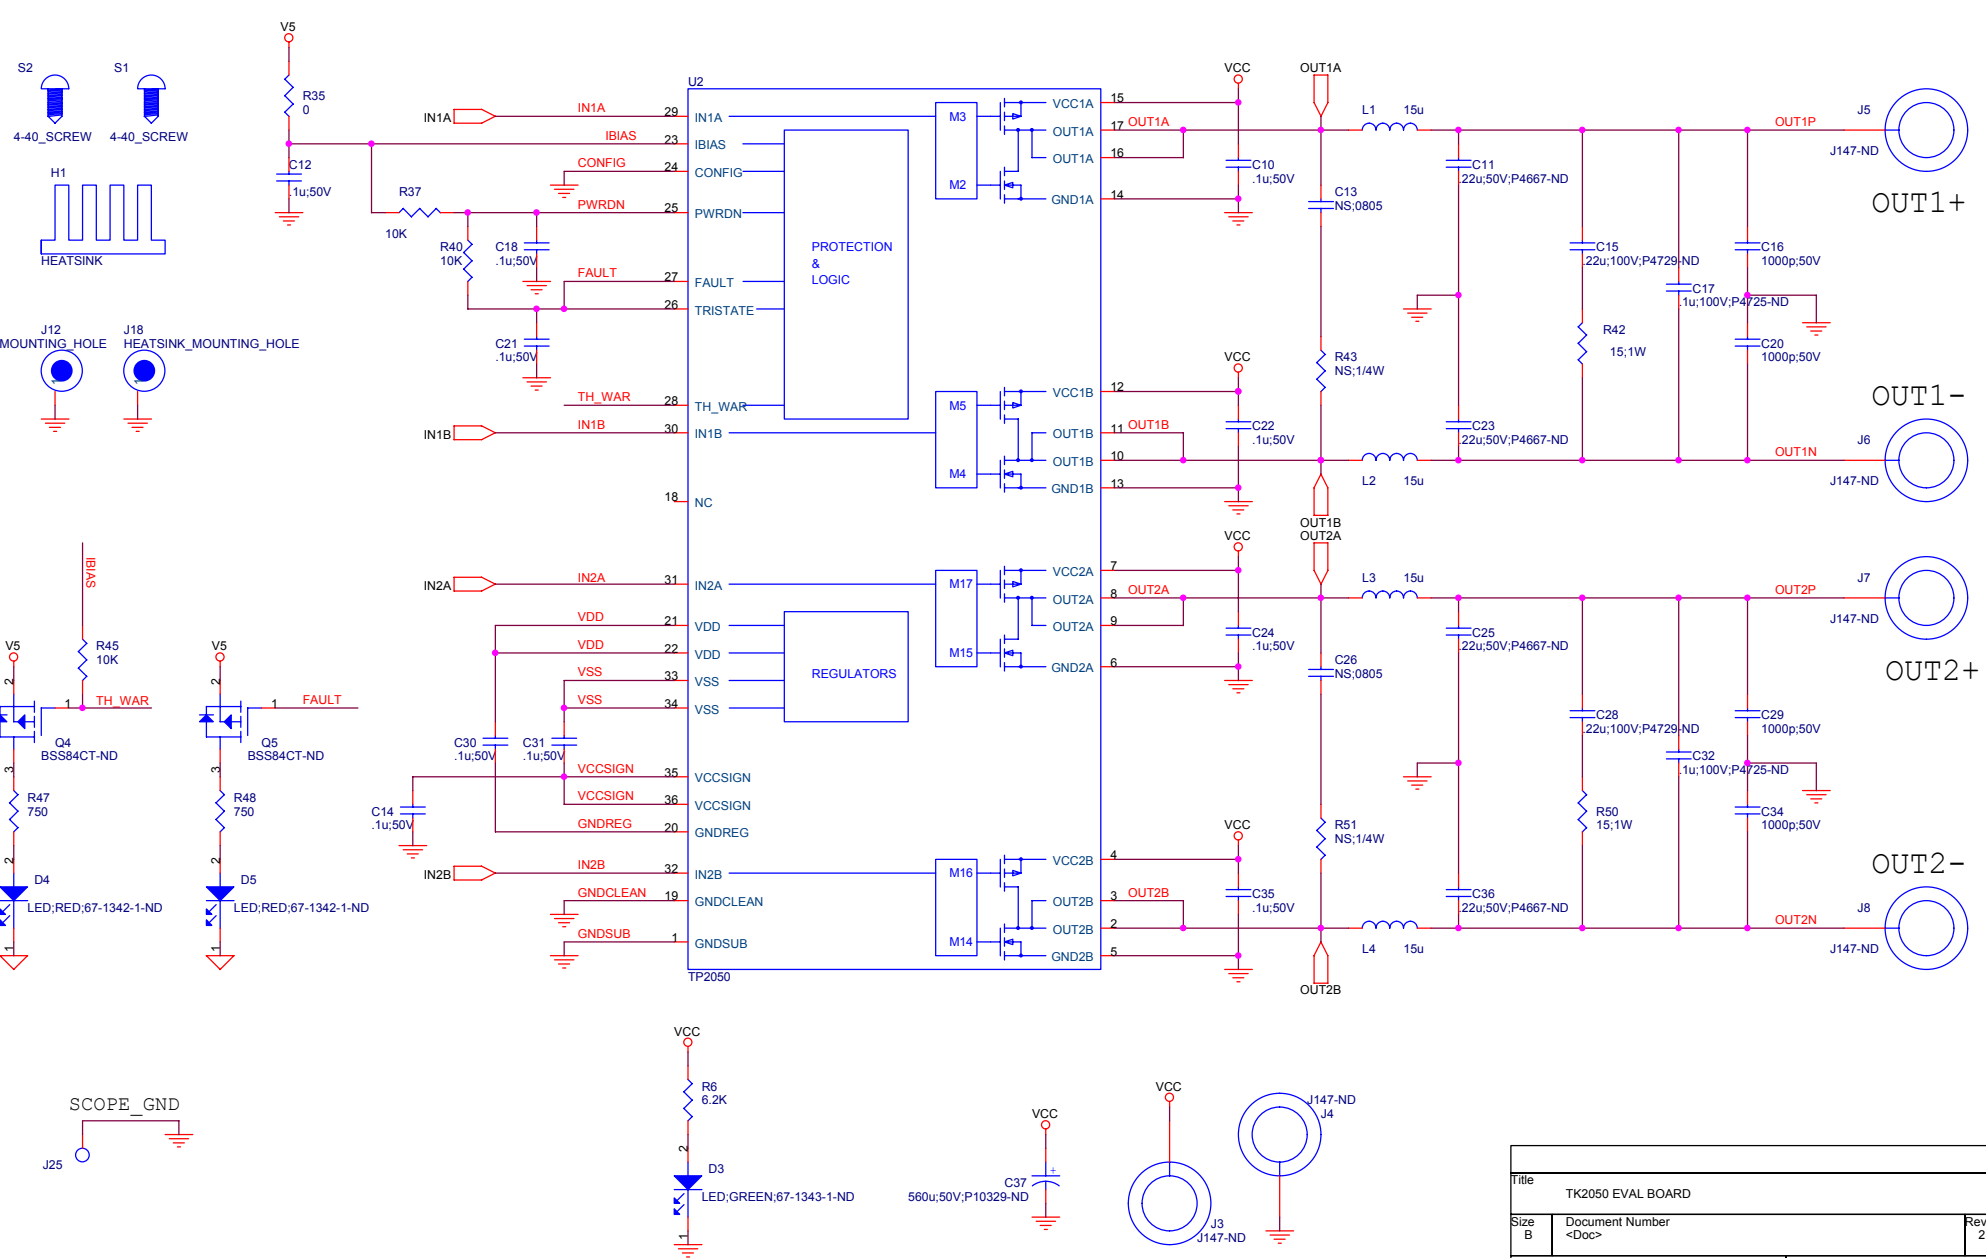 V5
S2
S1
4-40_SCREW
4-40_SCREW
R35
0
H1
HEATSINK
C12
.1u;50V
R37
10K
R40
10K
C18
.1u;50V
C21
.1u;50V
J12
MOUNTING_HOLE
J18
HEATSINK_MOUNTING_HOLE
IN1A
IN1A
IBIAS
CONFIG
PWRDN
FAULT
TH_WAR
IN1B
IN1B
29
23
24
25
27
26
28
30
18
U2
IN1A
IBIAS
CONFIG
PWRDN
FAULT
TRISTATE
TH_WAR
IN1B
NC
PROTECTION
&
LOGIC
M3
M2
M5
M4
VCC1A
OUT1A
OUT1A
GND1A
VCC1B
OUT1B
OUT1B
GND1B
15
17
16
14
12
11
10
13
OUT1A
OUT1B
VCC
C10
.1u;50V
VCC
C22
.1u;50V
OUT1A
C13
NS;0805
R43
NS;1/4W
OUT1B
L1 15u
L2 15u
C11
.22u;50V;P4667-ND
C23
.22u;50V;P4667-ND
C15
.22u;100V;P4729-ND
R42
15;1W
C17
.1u;100V;P4725-ND
C16
1000p;50V
C20
1000p;50V
OUT1P
J5
J147-ND
OUT1+
OUT1-
OUT1N
J6
J147-ND
IBIAS
R45
10K
V5
2
1
TH_WAR
Q4
BSS84CT-ND
3
R47
750
2
D4
LED;RED;67-1342-1-ND
1
V5
2
1
FAULT
Q5
BSS84CT-ND
3
R48
750
2
D5
LED;RED;67-1342-1-ND
1
IN2A
IN2A
VDD
VDD
VSS
VSS
C30
.1u;50V
C31
.1u;50V
C14
.1u;50V
VCCSIGN
VCCSIGN
GNDREG
IN2B
IN2B
GNDCLEAN
GNDSUB
31
21
22
33
34
35
36
20
32
19
1
IN2A
VDD
VDD
VSS
VSS
VCCSIGN
VCCSIGN
GNDREG
IN2B
GNDCLEAN
GNDSUB
TP2050
REGULATORS
M17
M15
M16
M14
VCC2A
OUT2A
OUT2A
GND2A
VCC2B
OUT2B
OUT2B
GND2B
7
8
9
6
4
3
2
5
OUT2A
OUT2B
VCC
C24
.1u;50V
VCC
C35
.1u;50V
OUT2A
C26
NS;0805
R51
NS;1/4W
OUT2B
L3 15u
L4 15u
C25
.22u;50V;P4667-ND
C36
.22u;50V;P4667-ND
C28
.22u;100V;P4729-ND
R50
15;1W
C32
.1u;100V;P4725-ND
C29
1000p;50V
C34
1000p;50V
OUT2P
J7
J147-ND
OUT2+
OUT2-
OUT2N
J8
J147-ND
SCOPE_GND
J25
VCC
R6
6.2K
2
D3
LED;GREEN;67-1343-1-ND
1
VCC
+
C37
560u;50V;P10329-ND
VCC
J3
J147-ND
J147-ND
J4
Title
TK2050 EVAL BOARD
Size
B
Document Number
<Doc>
Rev
2